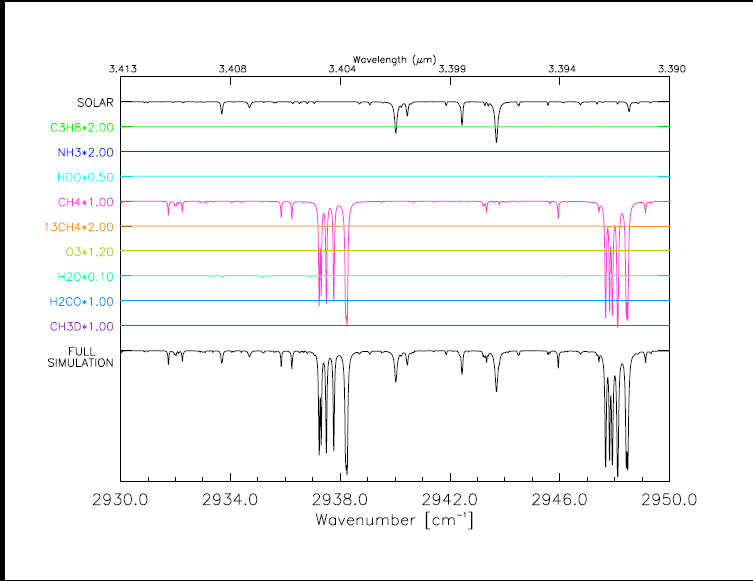 Wavelength (μm)
3.413 3.408 3.404 3.399 3.394 3.390
SOLAR
C3H8*2.00
NH3*2.00
HDO*0.50
CH4*1.00
13CH4*2.00
O3*1.20
H2O*0.10
H2CO*1.00
CH3D*1.00
FULL
SIMULATION
2930.0 2934.0 2938.0 2942.0 2946.0 2950.0
Wavenumber [cm⁻¹]